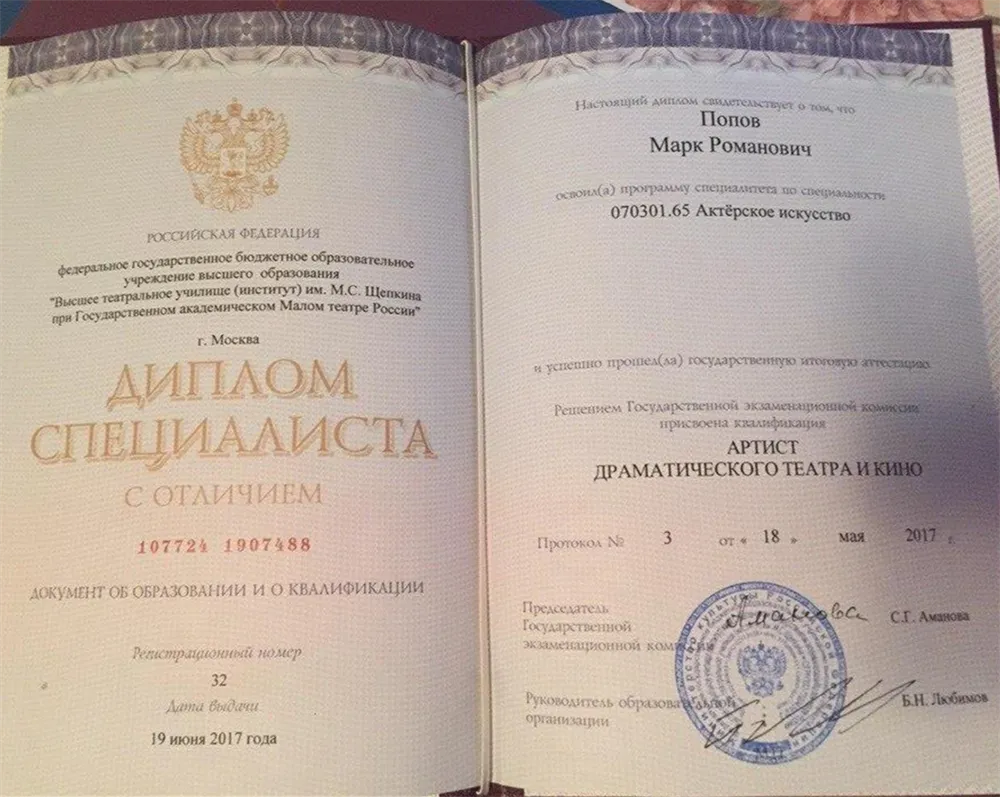 РОССИЙСКАЯ ФЕДЕРАЦИЯ
федеральное государственное бюджетное образовательное
учреждение высшего образования
"Высшее театральное училище (институт) им. М.С. Щепкина
при Государственном академическом Малом театре России"
г. Москва
ДИПЛОМ
СПЕЦИАЛИСТА
С ОТЛИЧИЕМ
107724 1907488
ДОКУМЕНТ ОБ ОБРАЗОВАНИИ И О КВАЛИФИКАЦИИ
Регистрационный номер
32
Дата выдачи
19 июня 2017 года
Настоящий диплом свидетельствует о том, что
Попов
Марк Романович
освоил(а) программу специалитета по специальности
070301.65 Актёрское искусство
и успешно прошел(ла) государственную итоговую аттестацию
Решением Государственной экзаменационной комиссии
присвоена квалификация
АРТИСТ
ДРАМАТИЧЕСКОГО ТЕАТРА И КИНО
Протокол № 3 от « 18 » мая 2017 г.
Председатель
Государственной
экзаменационной комиссии
Аманова
С.Г. Аманова
Руководитель образовательной
организации
Б.Н. Любимов